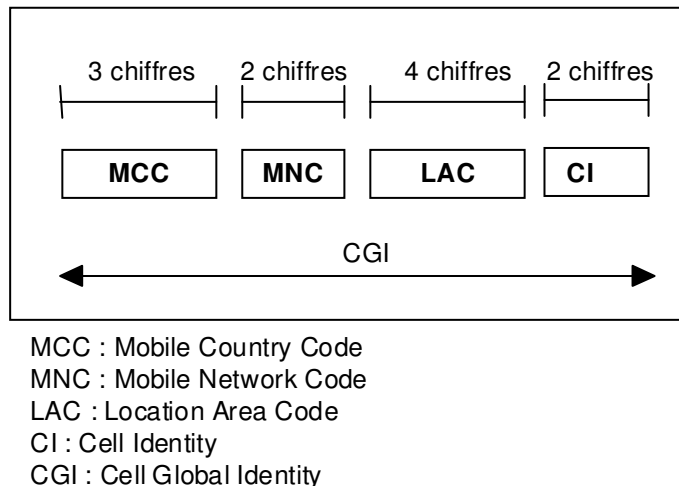 3 chiffres 2 chiffres 4 chiffres 2 chiffres
MCC MNC LAC CI
CGI
MCC : Mobile Country Code
MNC : Mobile Network Code
LAC : Location Area Code
CI : Cell Identity
CGI : Cell Global Identity